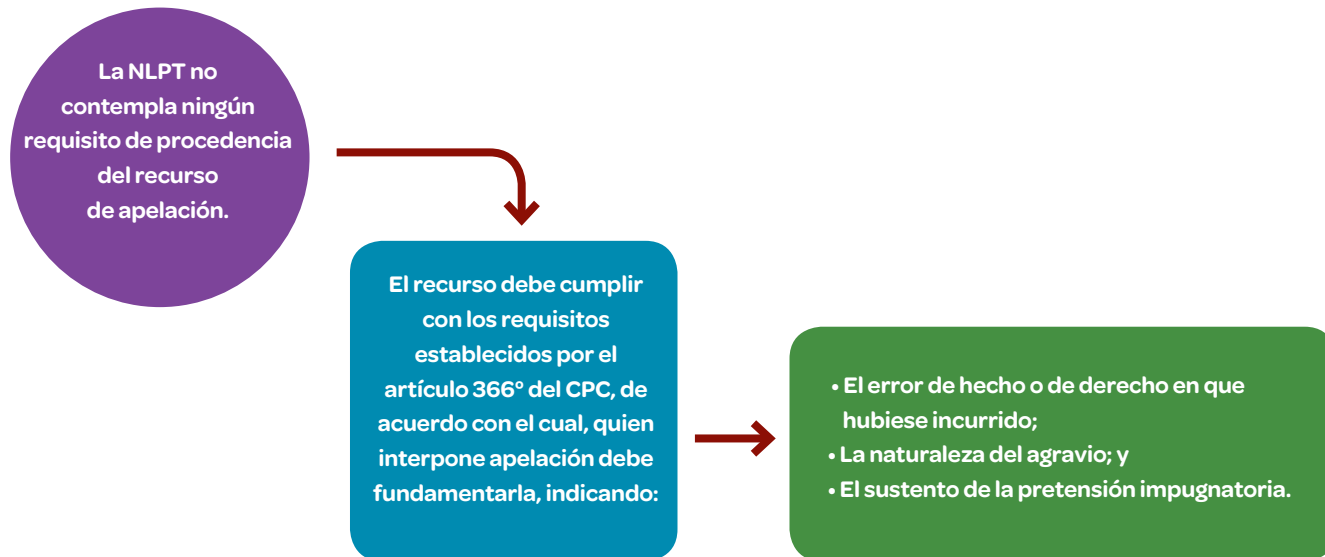 La NLPT no
contempla ningún
requisito de procedencia
del recurso
de apelación.
El recurso debe cumplir
con los requisitos
establecidos por el
artículo 366° del CPC, de
acuerdo con el cual, quien
interpone apelación debe
fundamentarla, indicando:
• El error de hecho o de derecho en que
hubiese incurrido;
• La naturaleza del agravio; y
• El sustento de la pretensión impugnatoria.